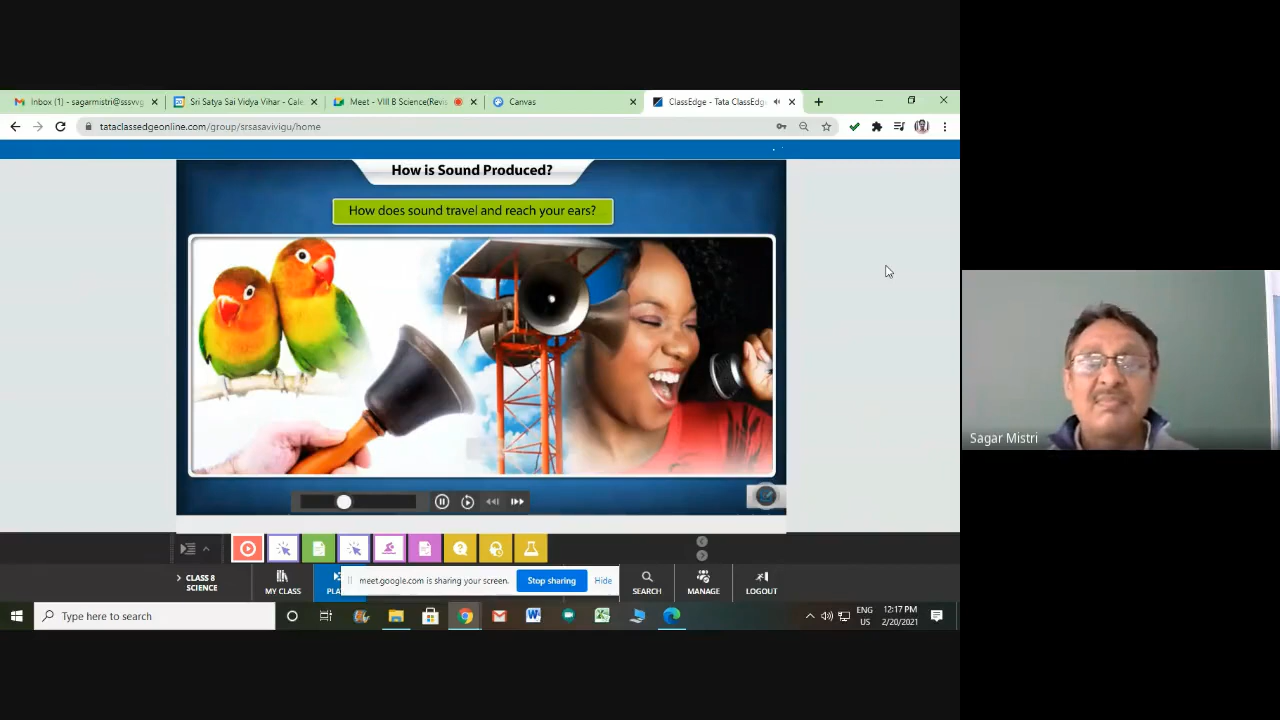 Inbox (1) - sagarmistri@sssvvg
Sri Satya Sai Vidya Vihar - Cale
Meet - VIII B Science(Revis
Canvas
ClassEdge - Tata ClassEdg
tataclassedgeonline.com/group/srsasavivigu/home
How is Sound Produced?
How does sound travel and reach your ears?
Sagar Mistri
CLASS 8
SCIENCE
MY CLASS
PLA
meet.google.com is sharing your screen.
Stop sharing
Hide
SEARCH
MANAGE
LOGOUT
Type here to search
ENG
US
12:17 PM
2/20/2021